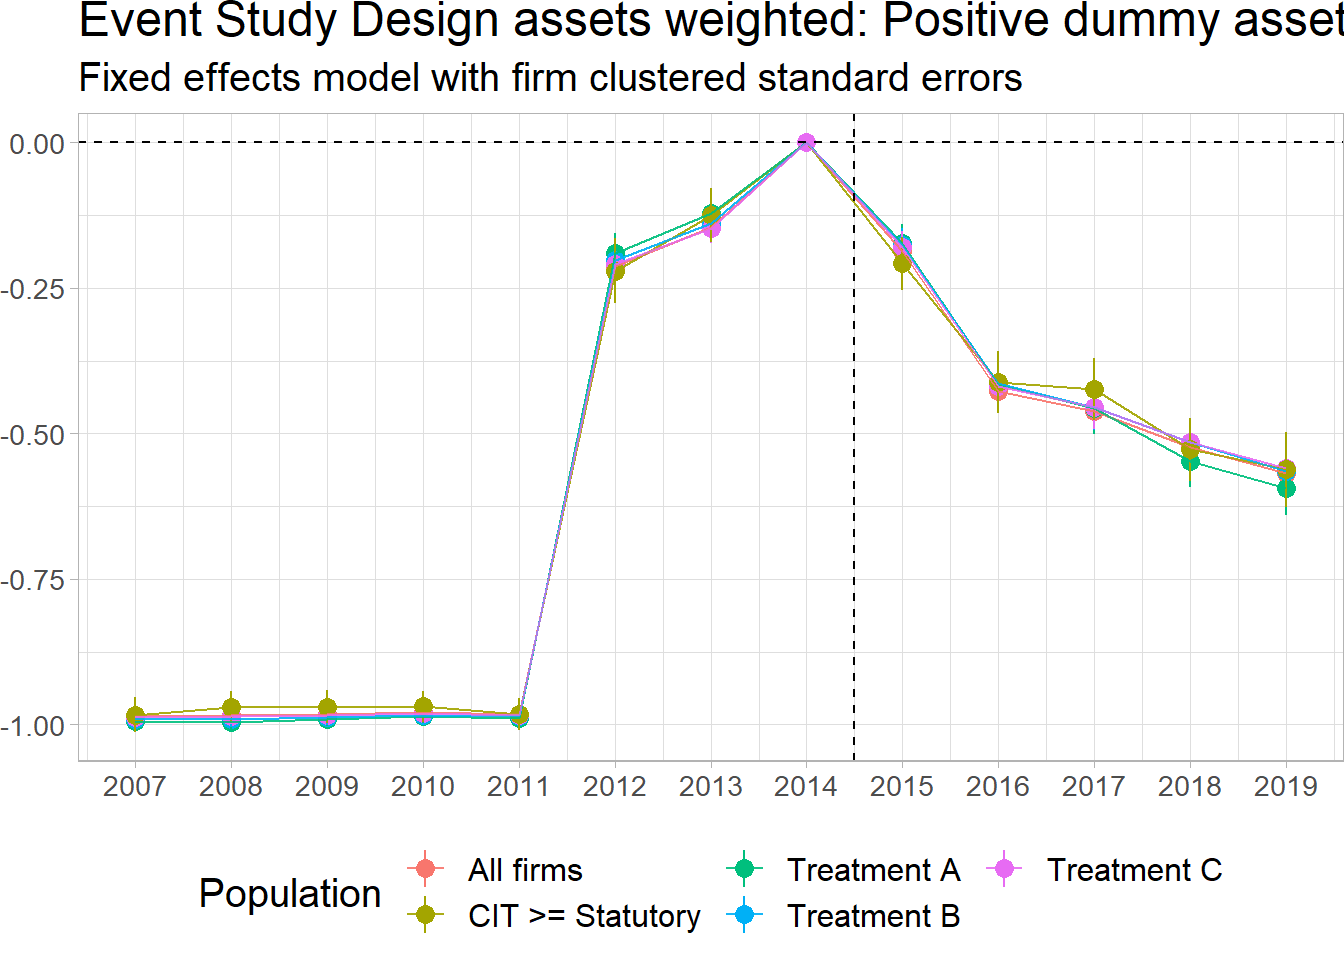 Event Study Design assets weighted: Positive dummy asset
Fixed effects model with firm clustered standard errors
0.00
-0.25
-0.50
-0.75
-1.00
2007 2008 2009 2010 2011 2012 2013 2014 2015 2016 2017 2018 2019
Population
All firms
CIT >= Statutory
Treatment A
Treatment B
Treatment C